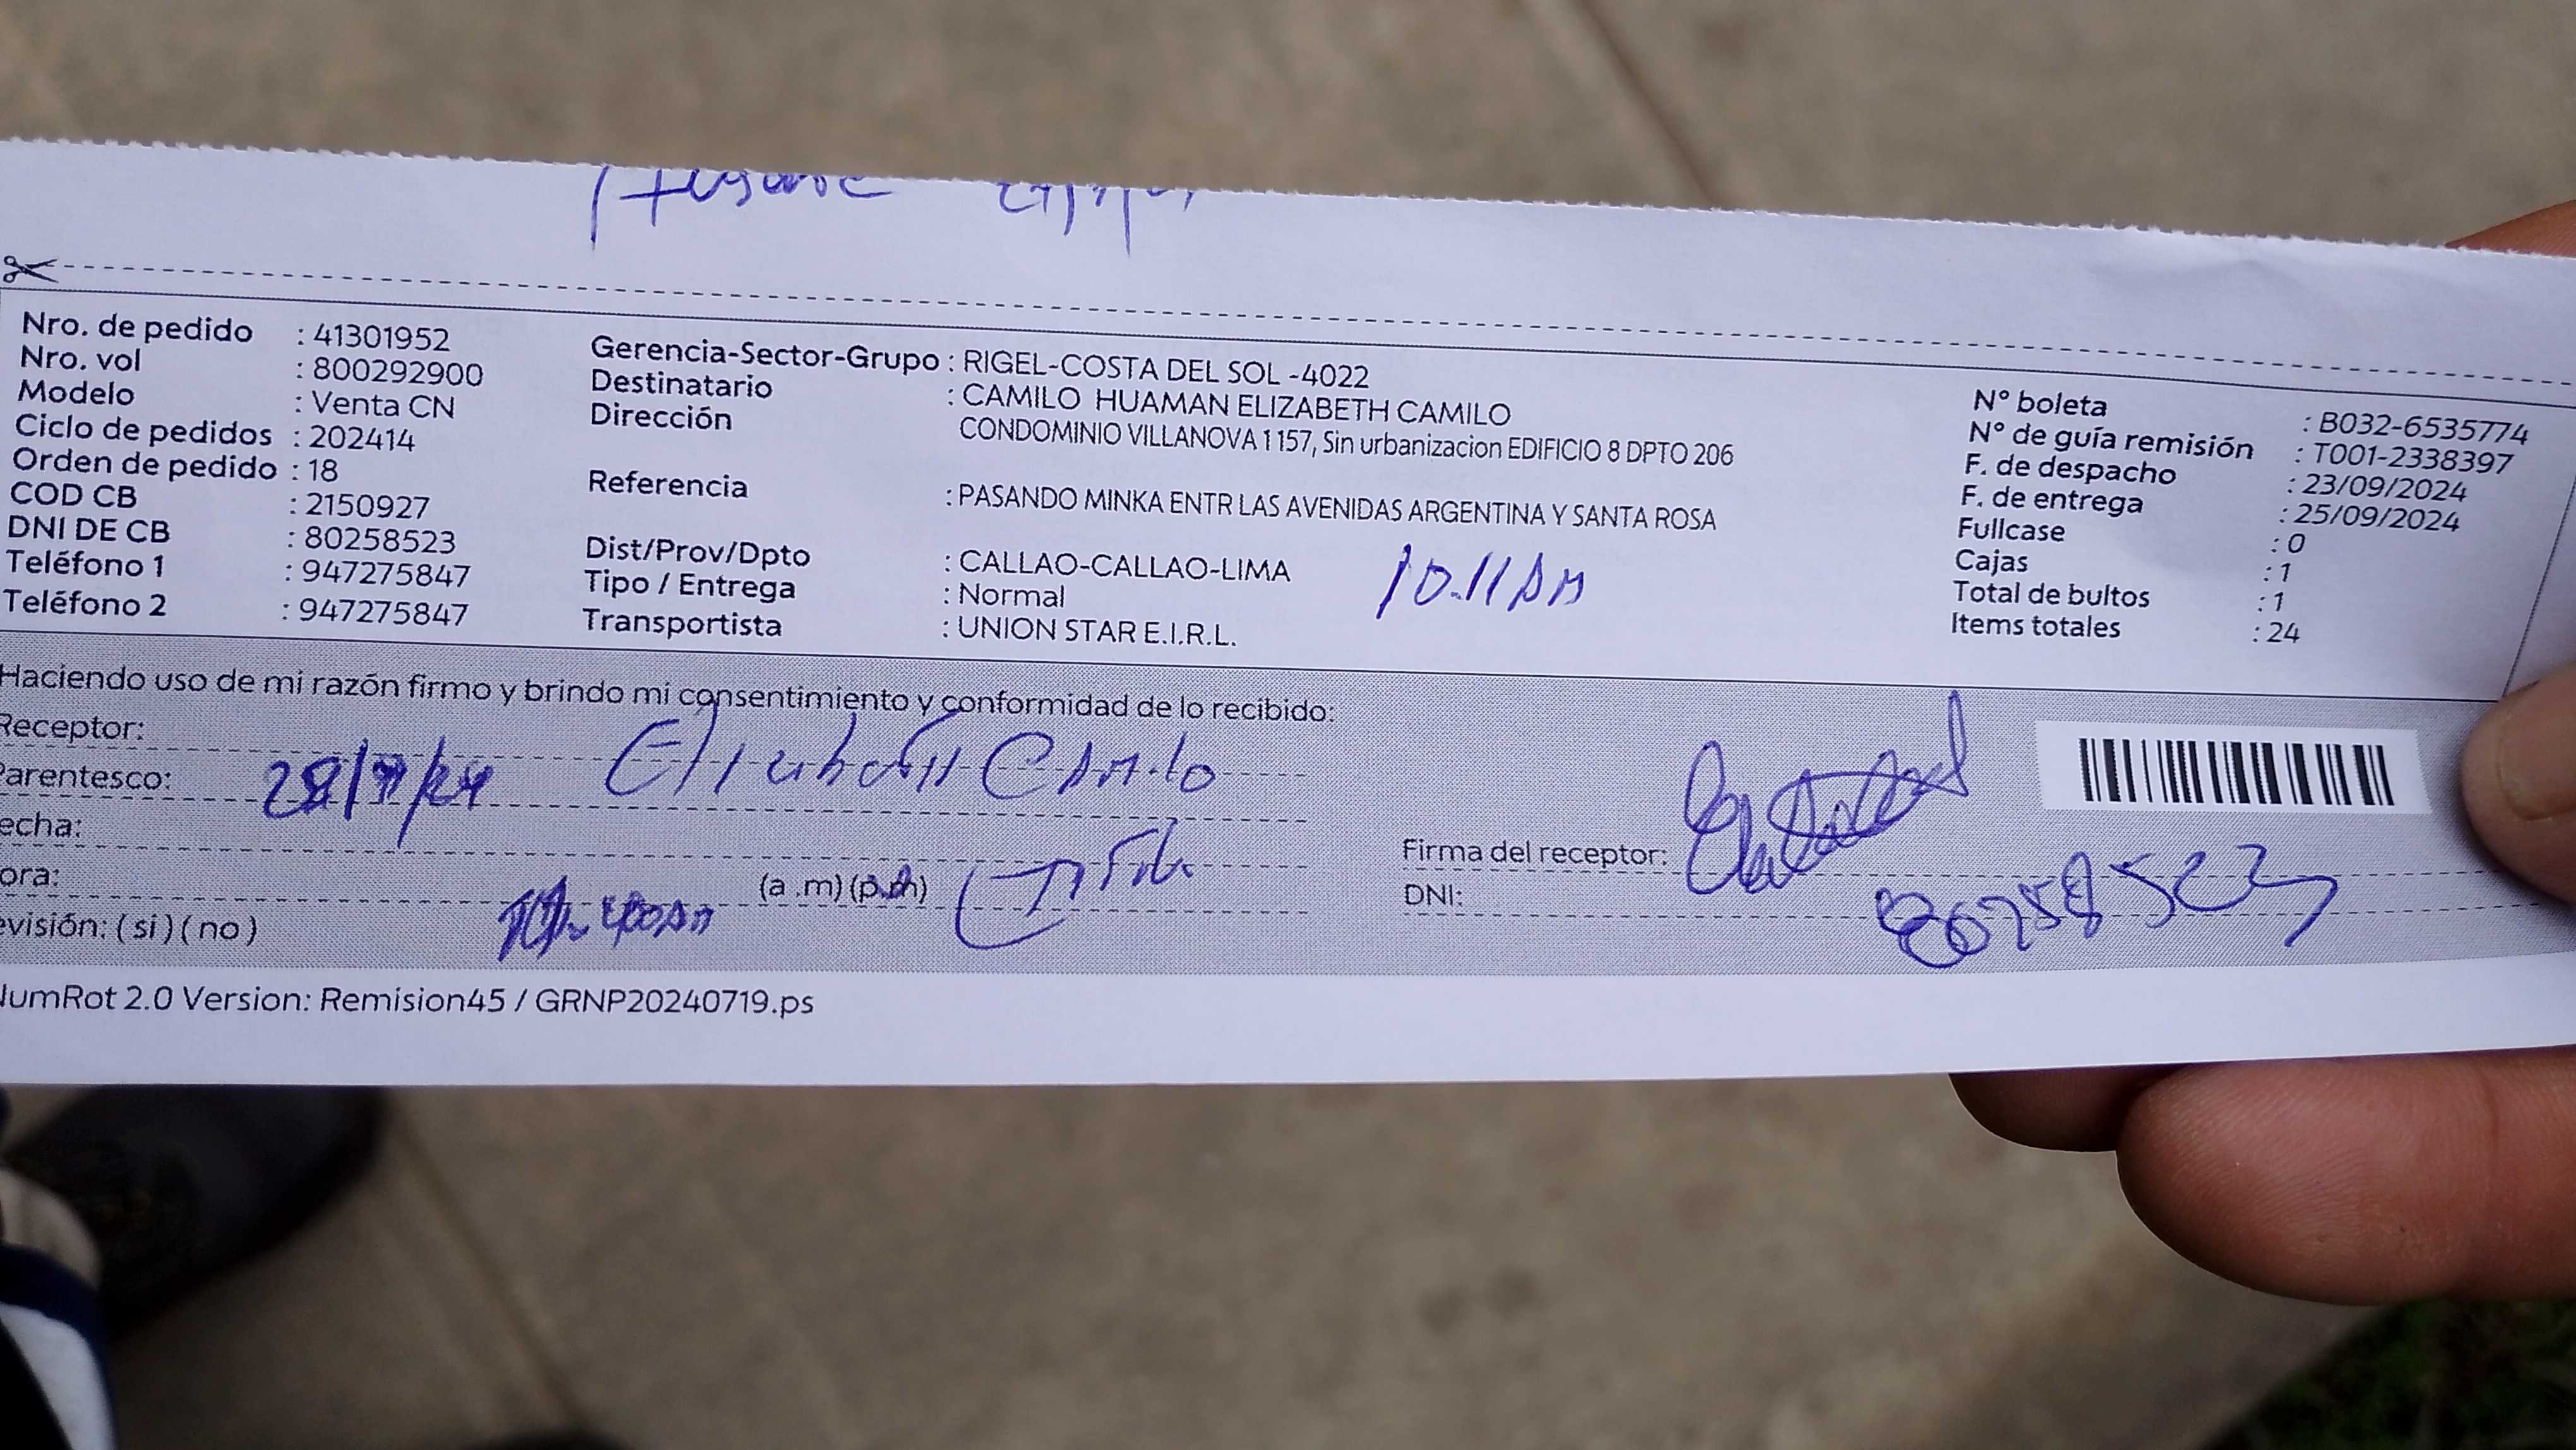 Nro. de pedido : 41301952
Nro. vol : 800292900
Modelo : Venta CN
Ciclo de pedidos : 202414
Orden de pedido : 18
COD CB : 2150927
DNI DE CB : 80258523
Teléfono 1 : 947275847
Teléfono 2 : 947275847
Gerencia-Sector-Grupo : RIGEL-COSTA DEL SOL -4022
Destinatario : CAMILO HUAMAN ELIZABETH CAMILO
Dirección CONDOMINIO VILLANOVA 1157, Sin urbanizacion EDIFICIO 8 DPTO 206
Referencia : PASANDO MINKA ENTR LAS AVENIDAS ARGENTINA Y SANTA ROSA
Dist/Prov/Dpto : CALLAO-CALLAO-LIMA
Tipo / Entrega : Normal
Transportista : UNION STAR E.I.R.L.
10.11AM
N° boleta : B032-6535774
N° de guía remisión : T001-2338397
F. de despacho : 23/09/2024
F. de entrega : 25/09/2024
Fullcase : 0
Cajas : 1
Total de bultos : 1
Items totales : 24
Haciendo uso de mi razón firmo y brindo mi consentimiento y conformidad de lo recibido:
Receptor:
Parentesco: Camilo
echa:
ora: (a .m) (p.m)
evisión: ( si ) ( no )
Firma del receptor:
DNI: 80258523
NumRot 2.0 Version: Remision45 / GRNP20240719.ps